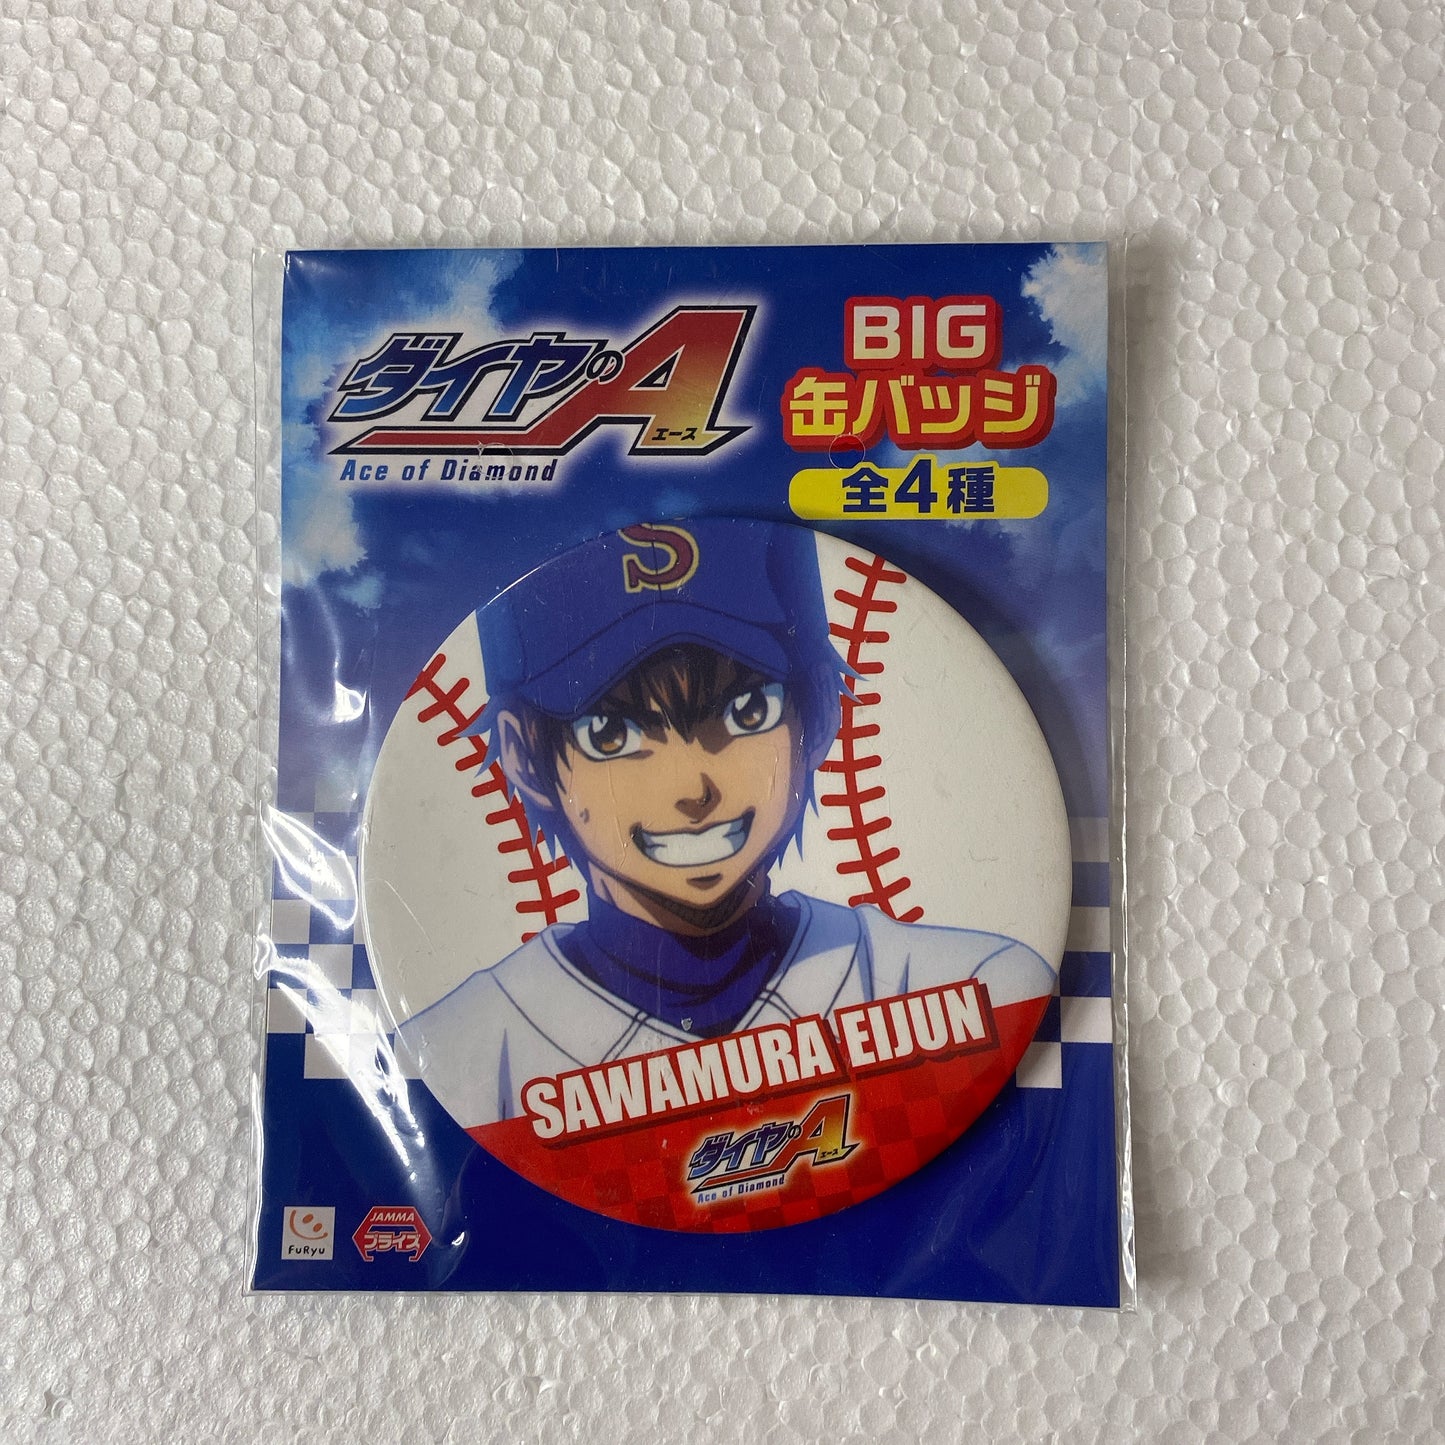 ダイヤのA
エース
Ace of Diamond
BIG
缶バッジ
全4種
S
SAWAMURA EIJUN
ダイヤのA
エース
Ace of Diamond
FuRyu
JAMMA
プライズ